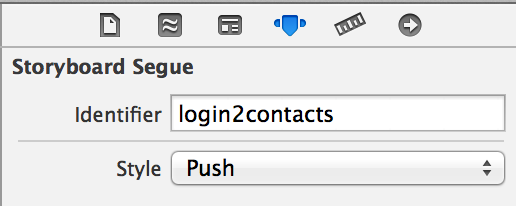 Storyboard Segue
Identifier login2contacts
Style Push